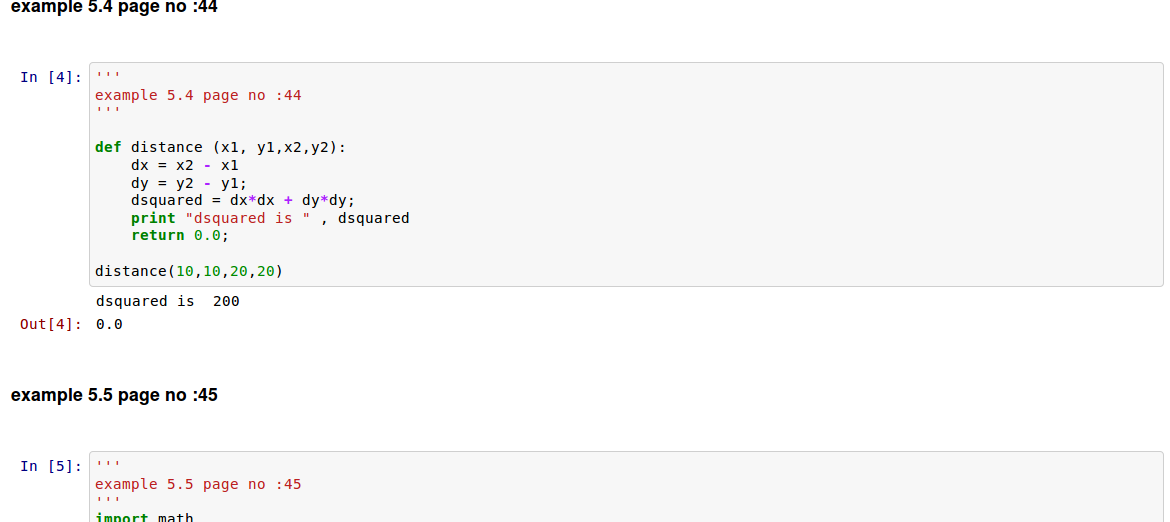 example 5.4 page no :44
In [4]: '''
example 5.4 page no :44
'''
def distance (x1, y1,x2,y2):
    dx = x2 - x1
    dy = y2 - y1;
    dsquared = dx*dx + dy*dy;
    print "dsquared is " , dsquared
    return 0.0;
distance(10,10,20,20)
dsquared is  200
Out[4]: 0.0
example 5.5 page no :45
In [5]: '''
example 5.5 page no :45
'''
import math